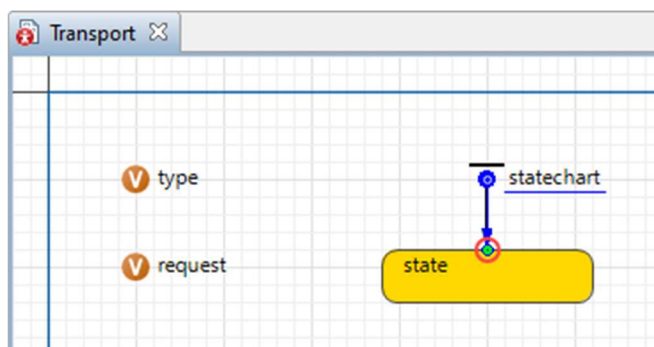 Transport
V type
statechart
V request
state